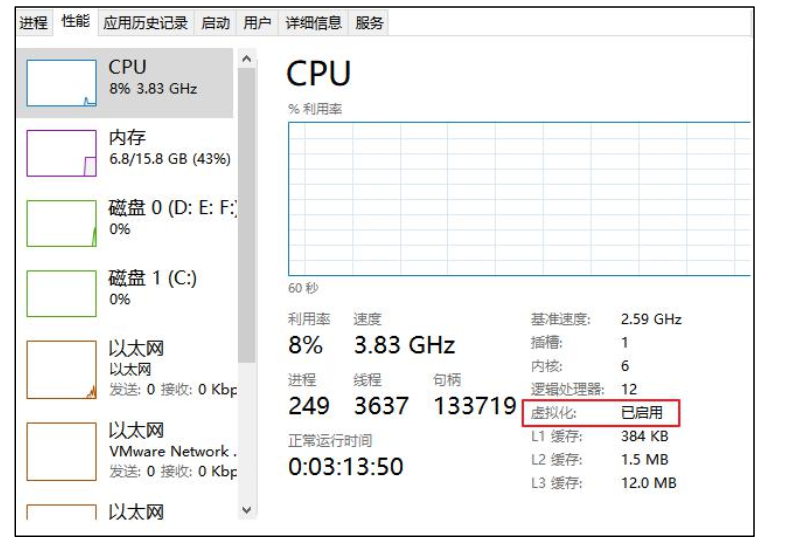 进程 性能 应用历史记录 启动 用户 详细信息 服务
CPU
8% 3.83 GHz
内存
6.8/15.8 GB (43%)
磁盘 0 (D: E: F:)
0%
磁盘 1 (C:)
0%
以太网
以太网
发送: 0 接收: 0 Kbp
以太网
VMware Network .
发送: 0 接收: 0 Kbp
以太网
CPU
% 利用率
60 秒
利用率 速度
8% 3.83 GHz
进程 线程 句柄
249 3637 133719
正常运行时间
0:03:13:50
基准速度: 2.59 GHz
插槽: 1
内核: 6
逻辑处理器: 12
虚拟化: 已启用
L1 缓存: 384 KB
L2 缓存: 1.5 MB
L3 缓存: 12.0 MB